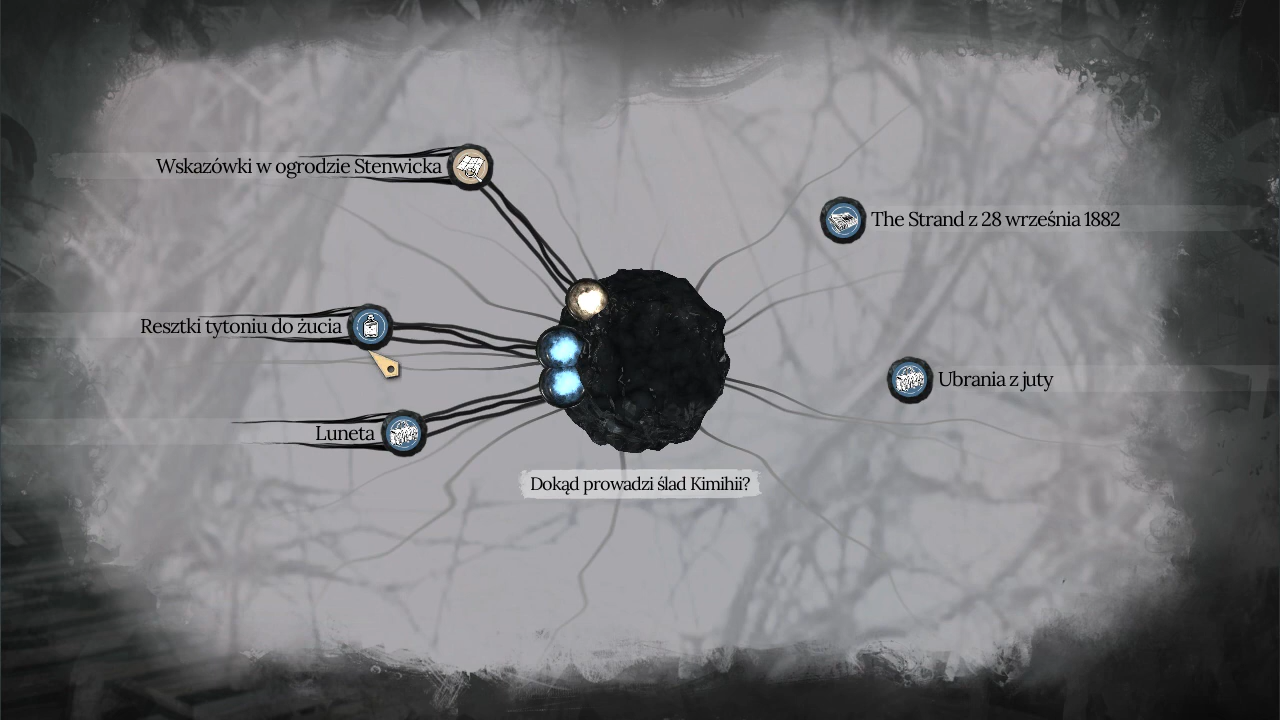 Wskazówki w ogrodzie Stenwicka
The Strand z 28 września 1882
Resztki tytoniu do żucia
Ubrania z juty
Luneta
Dokąd prowadzi ślad Kimihii?